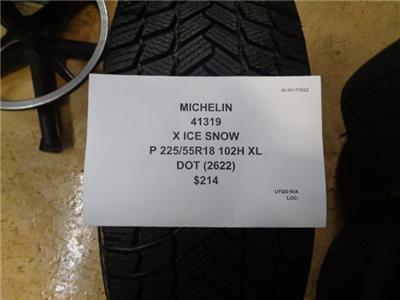 MICHELIN
41319
X ICE SNOW
P 225/55R18 102H XL
DOT (2622)
$214
UTQG:N/A
LOC: